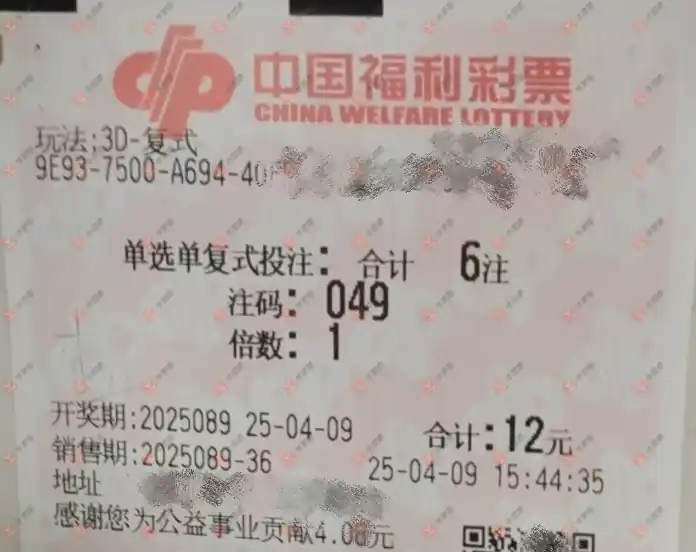 中国福利彩票
CHINA WELFARE LOTTERY
玩法:3D-复式
9E93-7500-A694-40
单选单复式投注: 合计 6注
注码: 049
倍数: 1
开奖期:2025089 25-04-09 合计:12元
销售期:2025089-36 25-04-09 15:44:35
地址
感谢您为公益事业贡献4.08元